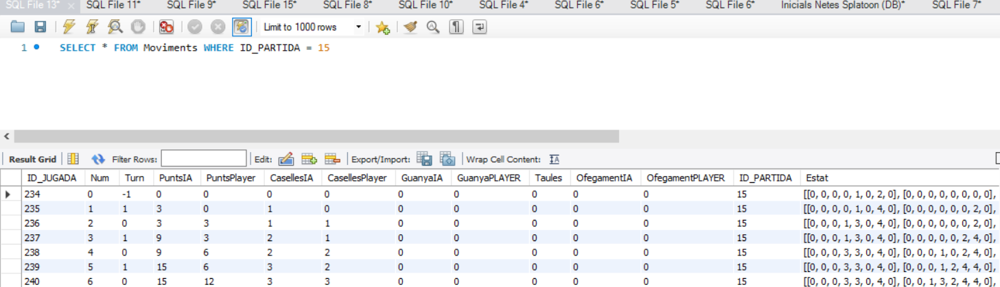 SQL File 13* SQL File 11* SQL File 9* SQL File 15* SQL File 8* SQL File 10* SQL File 4* SQL File 6* SQL File 5* SQL File 6* Inicials Netes Splatoon (DB)* SQL File 7*
Limit to 1000 rows
1 SELECT * FROM Moviments WHERE ID_PARTIDA = 15
Result Grid Filter Rows: Edit: Export/Import: Wrap Cell Content:
ID_JUGADA Num Turn PuntsIA PuntsPlayer CasellesIA CasellesPlayer GuanyaIA GuanyaPLAYER Taules OfegamentIA OfegamentPLAYER ID_PARTIDA Estat
234 0 -1 0 0 0 0 0 0 0 0 0 15 [[0, 0, 0, 0, 1, 0, 2, 0], [0, 0, 0, 0, 0, 0, 0, 0],
235 1 1 3 0 1 0 0 0 0 0 0 15 [[0, 0, 0, 0, 1, 0, 4, 0], [0, 0, 0, 0, 0, 0, 2, 0],
236 2 0 3 3 1 1 0 0 0 0 0 15 [[0, 0, 0, 1, 3, 0, 4, 0], [0, 0, 0, 0, 0, 0, 2, 0],
237 3 1 9 3 2 1 0 0 0 0 0 15 [[0, 0, 0, 1, 3, 0, 4, 0], [0, 0, 0, 0, 0, 2, 4, 0],
238 4 0 9 6 2 2 0 0 0 0 0 15 [[0, 0, 0, 3, 3, 0, 4, 0], [0, 0, 0, 1, 0, 2, 4, 0],
239 5 1 15 6 3 2 0 0 0 0 0 15 [[0, 0, 0, 3, 3, 0, 4, 0], [0, 0, 0, 1, 2, 4, 4, 0],
240 6 0 15 12 3 3 0 0 0 0 0 15 [[0, 0, 0, 3, 3, 0, 4, 0], [0, 0, 1, 3, 2, 4, 4, 0],